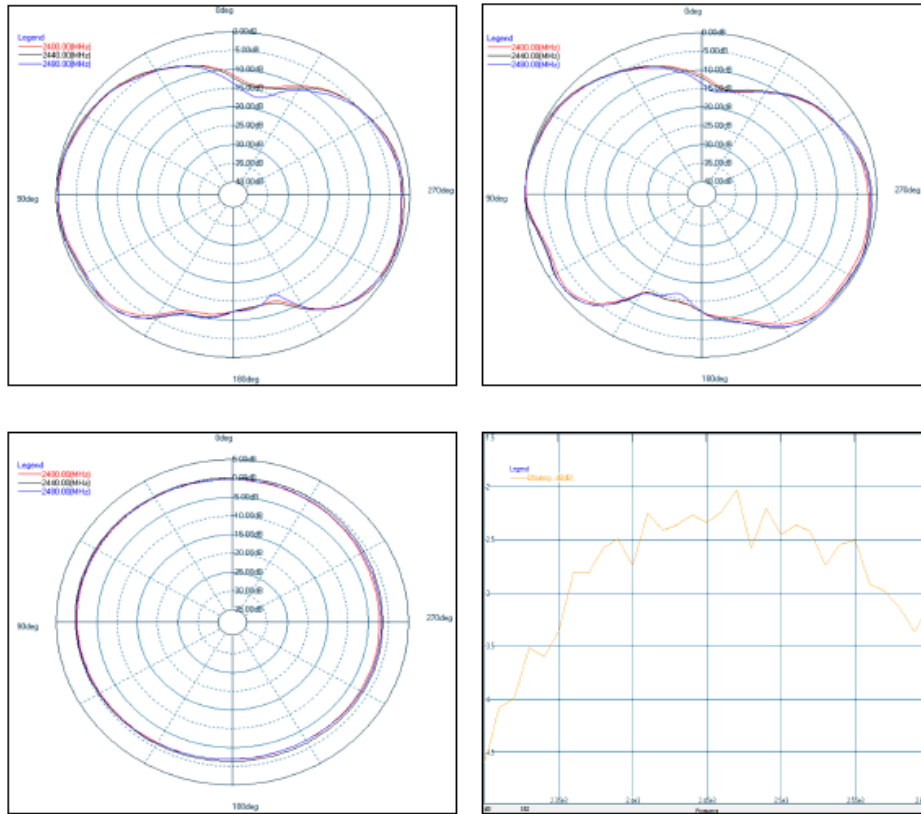 0deg
Legend
2400.00(MHz)
2440.00(MHz)
2480.00(MHz)
0.00dB
-5.00dB
-10.00dB
-15.00dB
-20.00dB
-25.00dB
-30.00dB
-35.00dB
-40.00dB
90deg
270deg
180deg
0deg
Legend
2400.00(MHz)
2440.00(MHz)
2480.00(MHz)
0.00dB
-5.00dB
-10.00dB
-15.00dB
-20.00dB
-25.00dB
-30.00dB
-35.00dB
-40.00dB
90deg
270deg
180deg
0deg
Legend
2400.00(MHz)
2440.00(MHz)
2480.00(MHz)
5.00dB
0.00dB
-5.00dB
-10.00dB
-15.00dB
-20.00dB
-25.00dB
-30.00dB
-35.00dB
90deg
270deg
180deg
Legend
-2
-2.5
-3
Frequency